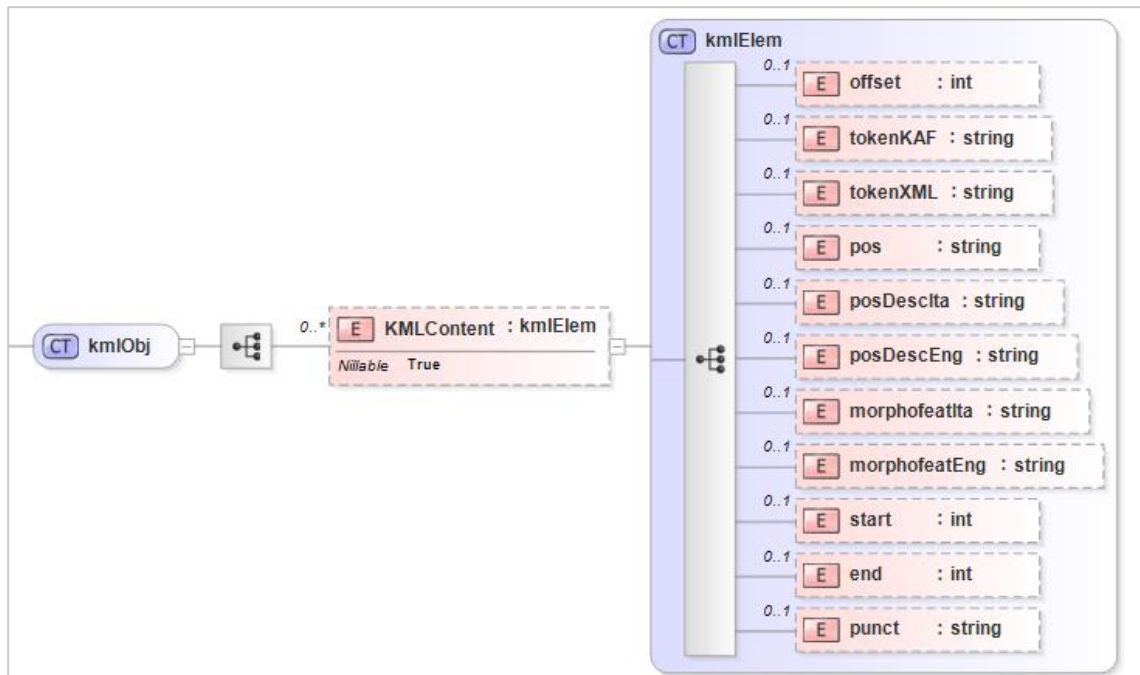 CT kmlElem
0..1
E offset : int
0..1
E tokenKAF : string
0..1
E tokenXML : string
0..1
E pos : string
0..1
E posDescIta : string
0..1
E posDescEng : string
0..1
E morphofeatIta : string
0..1
E morphofeatEng : string
0..1
E start : int
0..1
E end : int
0..1
E punct : string
CT kmlObj
0..*
E KMLContent : kmlElem
Nillable True